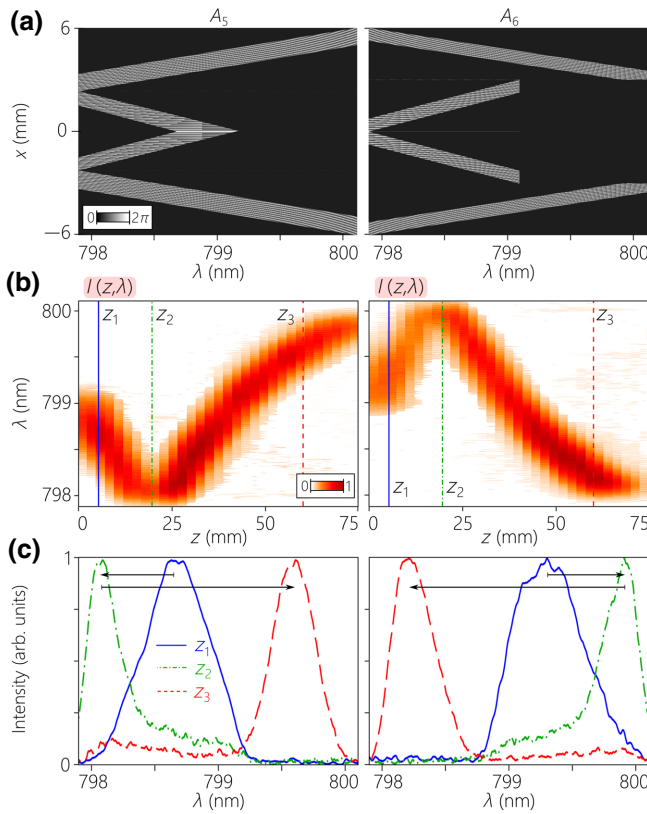 (a)
A₅
A₆
6
x (mm)
0
−6
0 2π
798 799 800
λ (nm)
798 799 800
λ (nm)
(b)
I (z,λ)
I (z,λ)
800
λ (nm)
799
798
z₁ z₂ z₃
0 1
z₁ z₂ z₃
0 25 50 75
z (mm)
0 25 50 75
z (mm)
(c)
1
Intensity (arb. units)
0
z₁
z₂
z₃
798 799 800
λ (nm)
798 799 800
λ (nm)